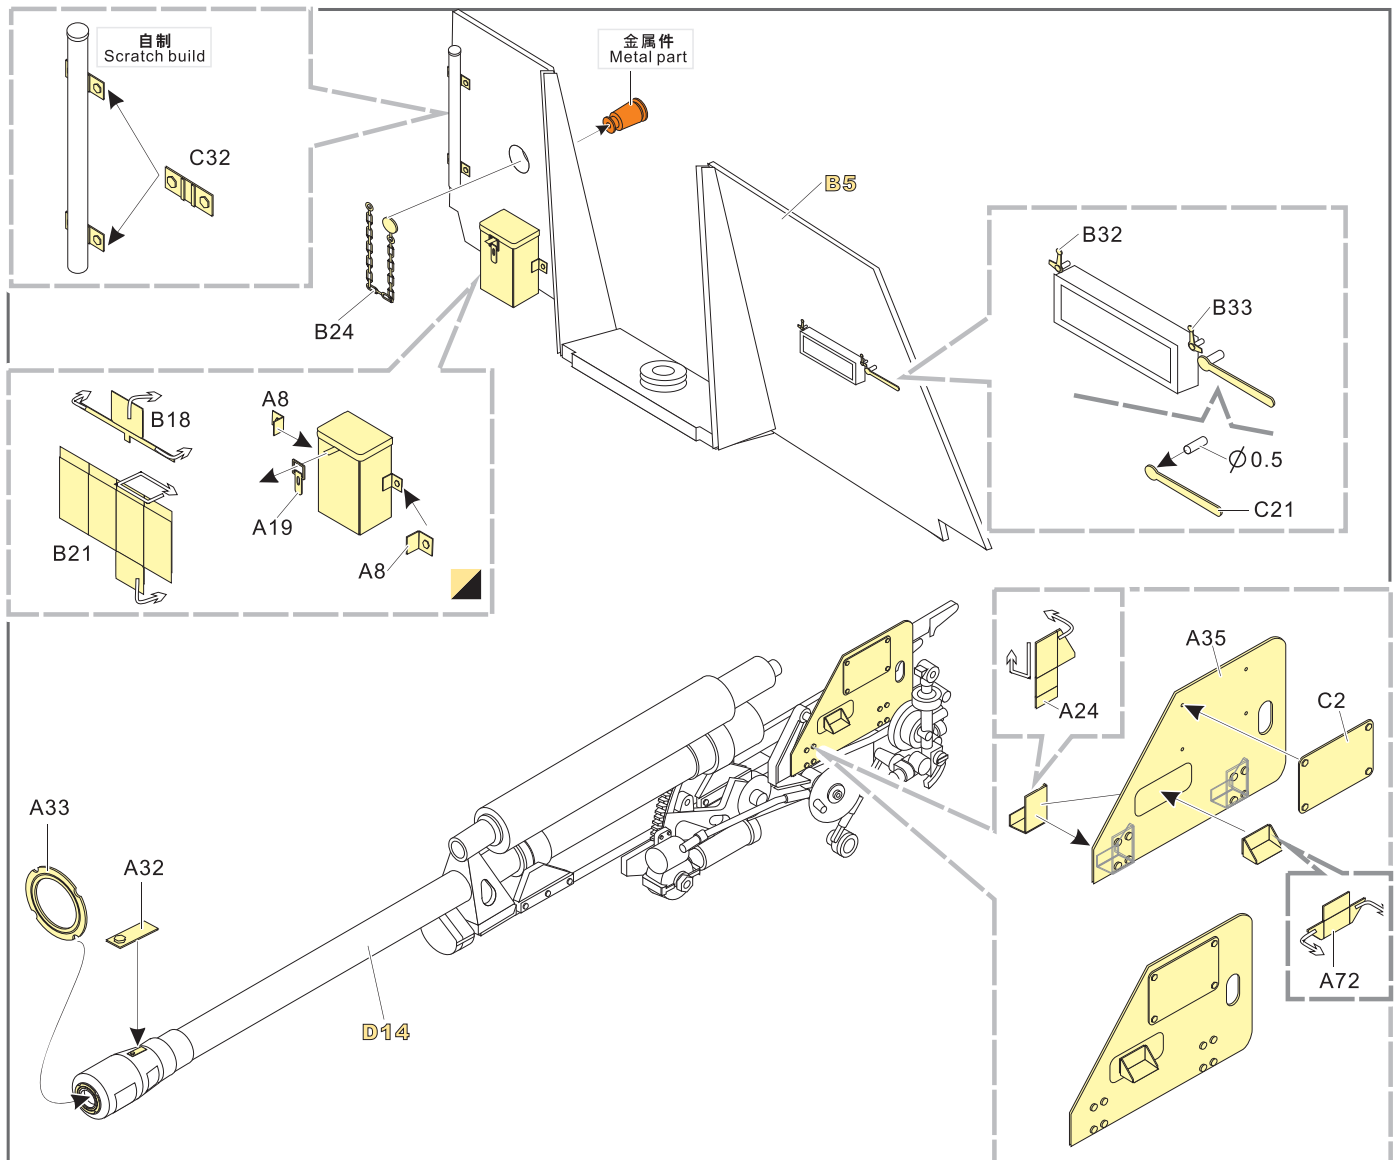 自制
Scratch build
金属件
Metal part
C32
B5
B32
B33
B24
Ø0.5
C21
A8
B18
A19
B21
A8
A35
A24
C2
A33
A32
A72
D14